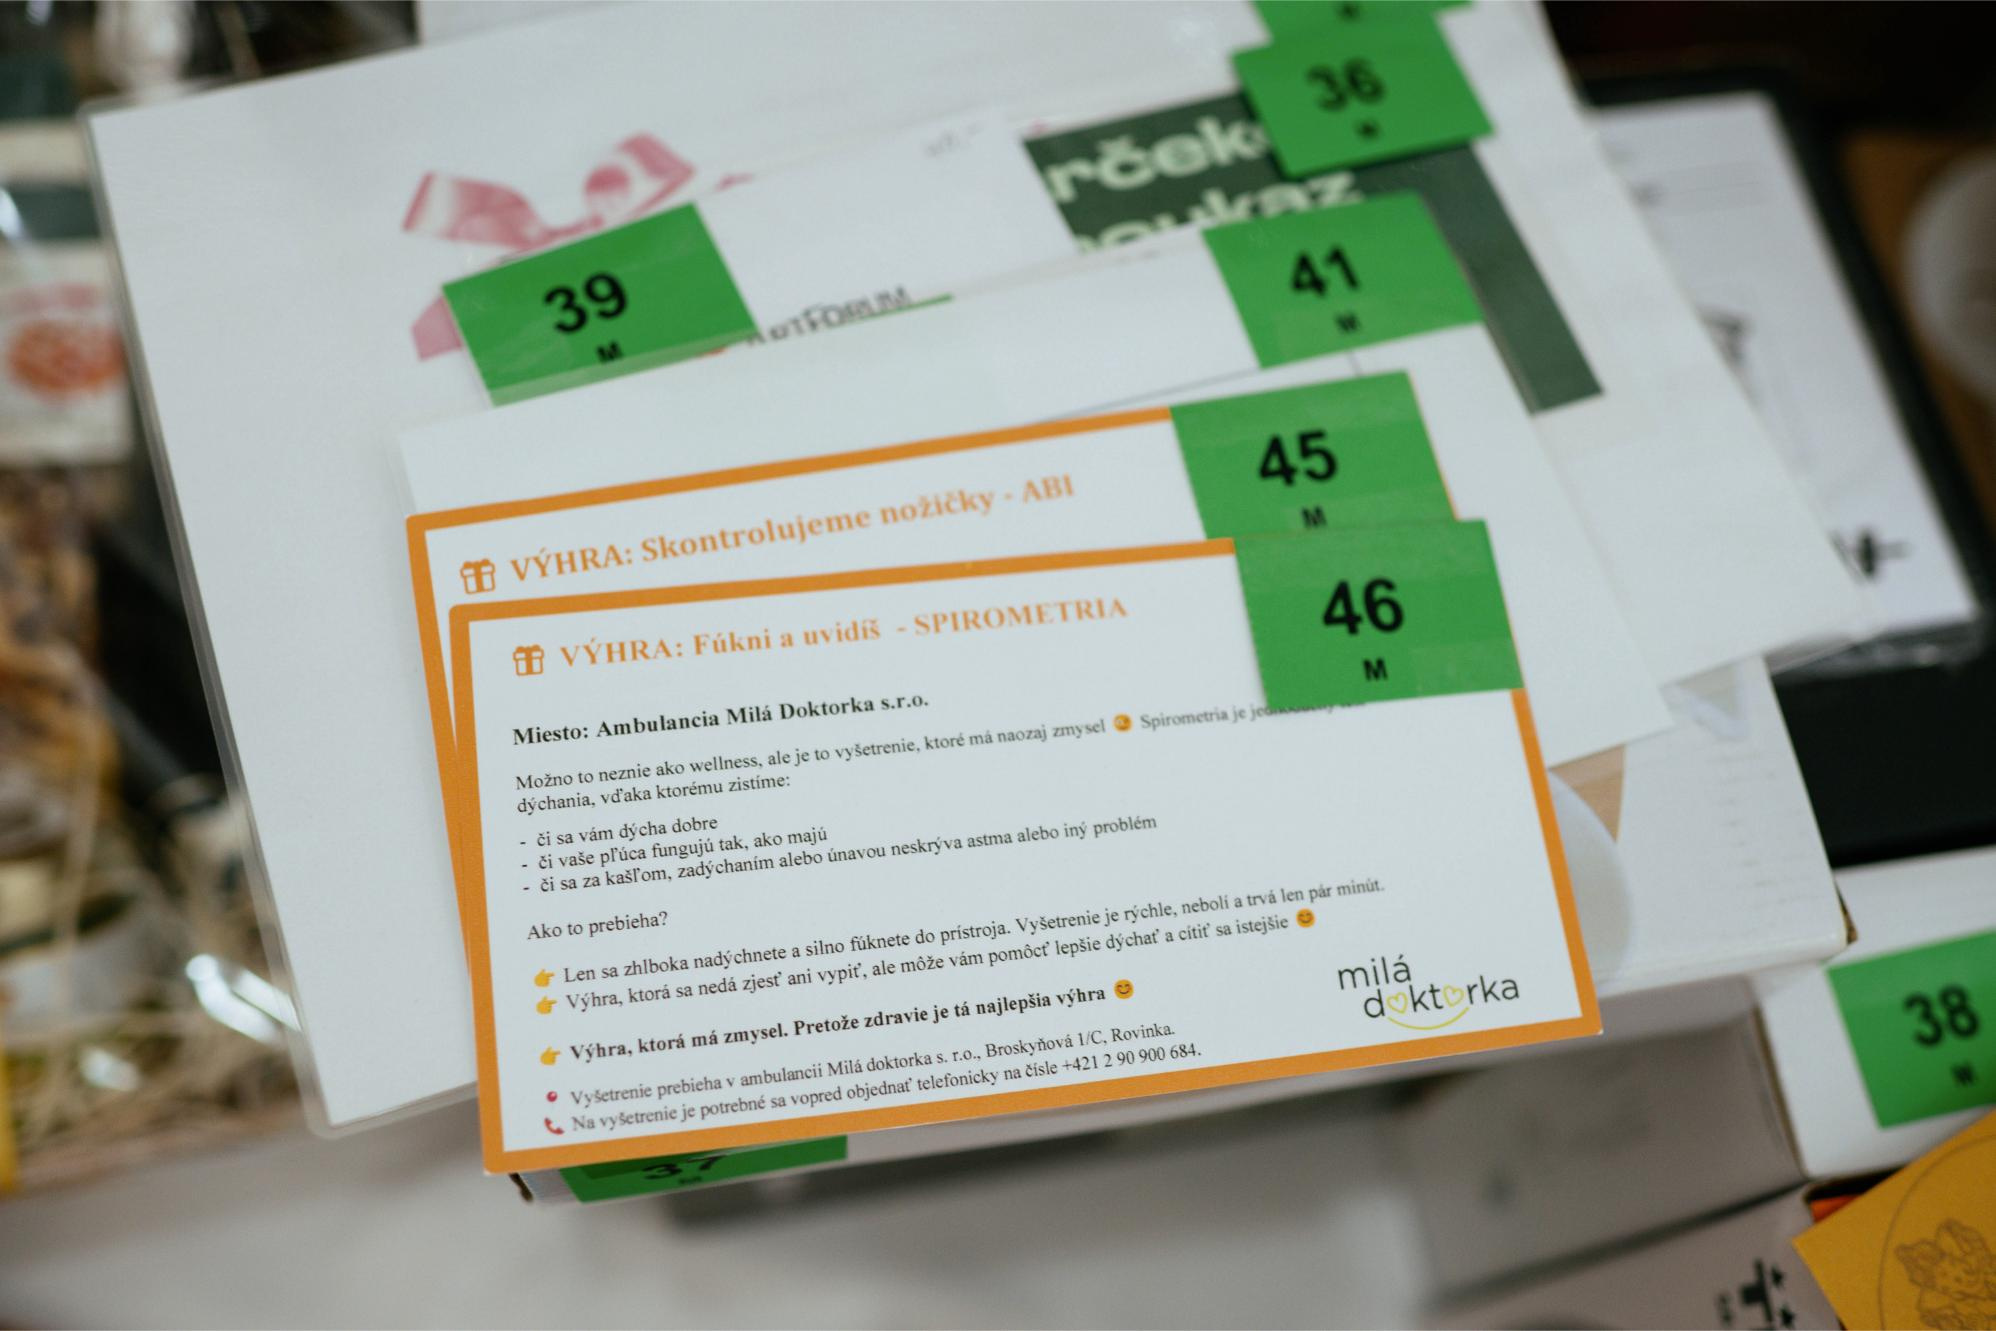 36
rček
oukaz
39
M
ARTFORUM
41
M
45
M
VÝHRA: Skontrolujeme nožičky - ABI
46
M
VÝHRA: Fúkni a uvidíš - SPIROMETRIA
Miesto: Ambulancia Milá Doktorka s.r.o.
Možno to neznie ako wellness, ale je to vyšetrenie, ktoré má naozaj zmysel 😉 Spirometria je
dýchania, vďaka ktorému zistíme:
- či sa vám dýcha dobre
- či vaše pľúca fungujú tak, ako majú
- či sa za kašľom, zadýchaním alebo únavou neskrýva astma alebo iný problém
Ako to prebieha?
👉 Len sa zhlboka nadýchnete a silno fúknete do prístroja. Vyšetrenie je rýchle, nebolí a trvá len pár minút.
👉 Výhra, ktorá sa nedá zjesť ani vypiť, ale môže vám pomôcť lepšie dýchať a cítiť sa istejšie 😊
👉 Výhra, ktorá má zmysel. Pretože zdravie je tá najlepšia výhra 😊
📍 Vyšetrenie prebieha v ambulancii Milá doktorka s. r.o., Broskyňová 1/C, Rovinka.
📞 Na vyšetrenie je potrebné sa vopred objednať telefonicky na čísle +421 2 90 900 684.
milá
doktorka
37
M
38
M